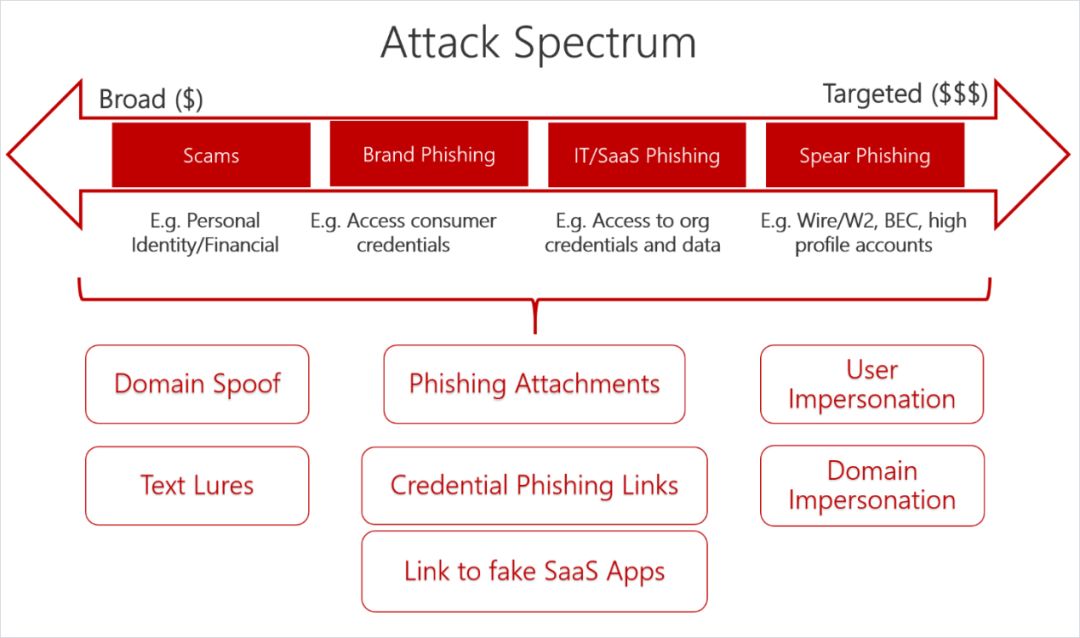 Attack Spectrum
Broad ($)
Targeted ($$$)
Scams
Brand Phishing
IT/SaaS Phishing
Spear Phishing
E.g. Personal
Identity/Financial
E.g. Access consumer
credentials
E.g. Access to org
credentials and data
E.g. Wire/W2, BEC, high
profile accounts
Domain Spoof
Phishing Attachments
User
Impersonation
Text Lures
Credential Phishing Links
Domain
Impersonation
Link to fake SaaS Apps